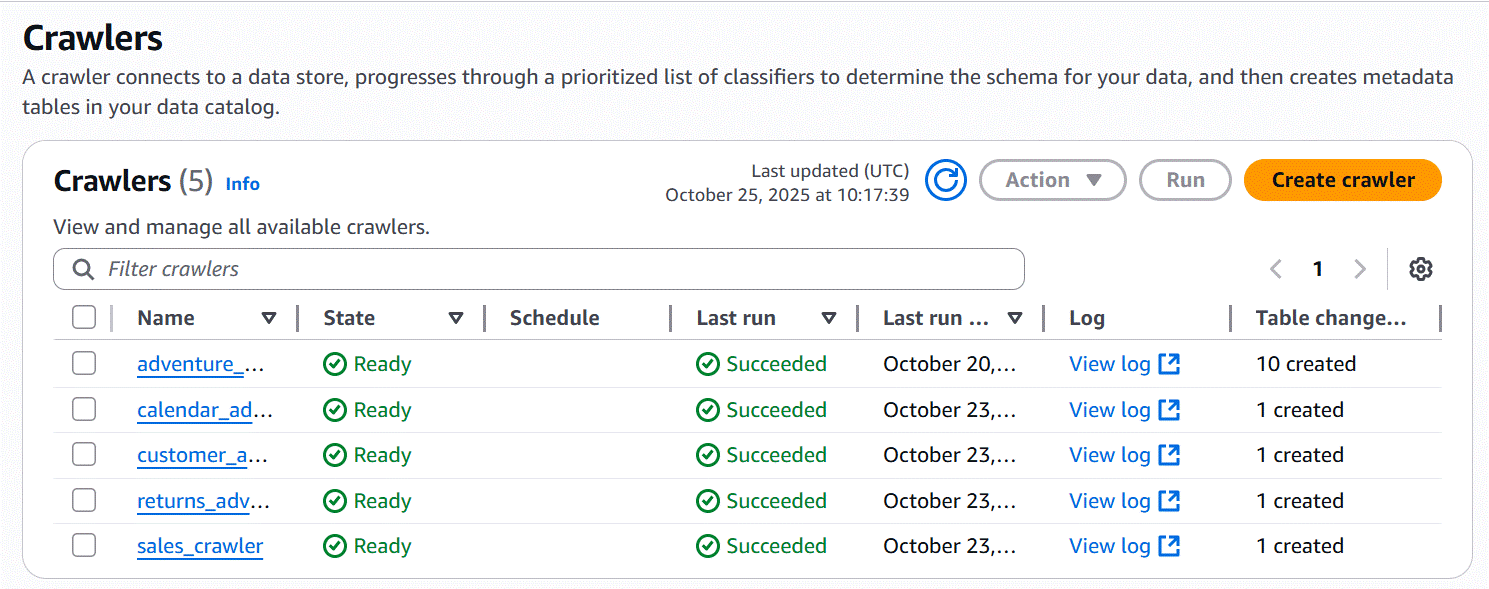 Crawlers
A crawler connects to a data store, progresses through a prioritized list of classifiers to determine the schema for your data, and then creates metadata
tables in your data catalog.
Crawlers (5) Info
Last updated (UTC)
October 25, 2025 at 10:17:39
Action
Run
Create crawler
View and manage all available crawlers.
Filter crawlers
1
Name State Schedule Last run Last run ... Log Table change...
adventure_... Ready Succeeded October 20,... View log 10 created
calendar_ad... Ready Succeeded October 23,... View log 1 created
customer_a... Ready Succeeded October 23,... View log 1 created
returns_adv... Ready Succeeded October 23,... View log 1 created
sales_crawler Ready Succeeded October 23,... View log 1 created